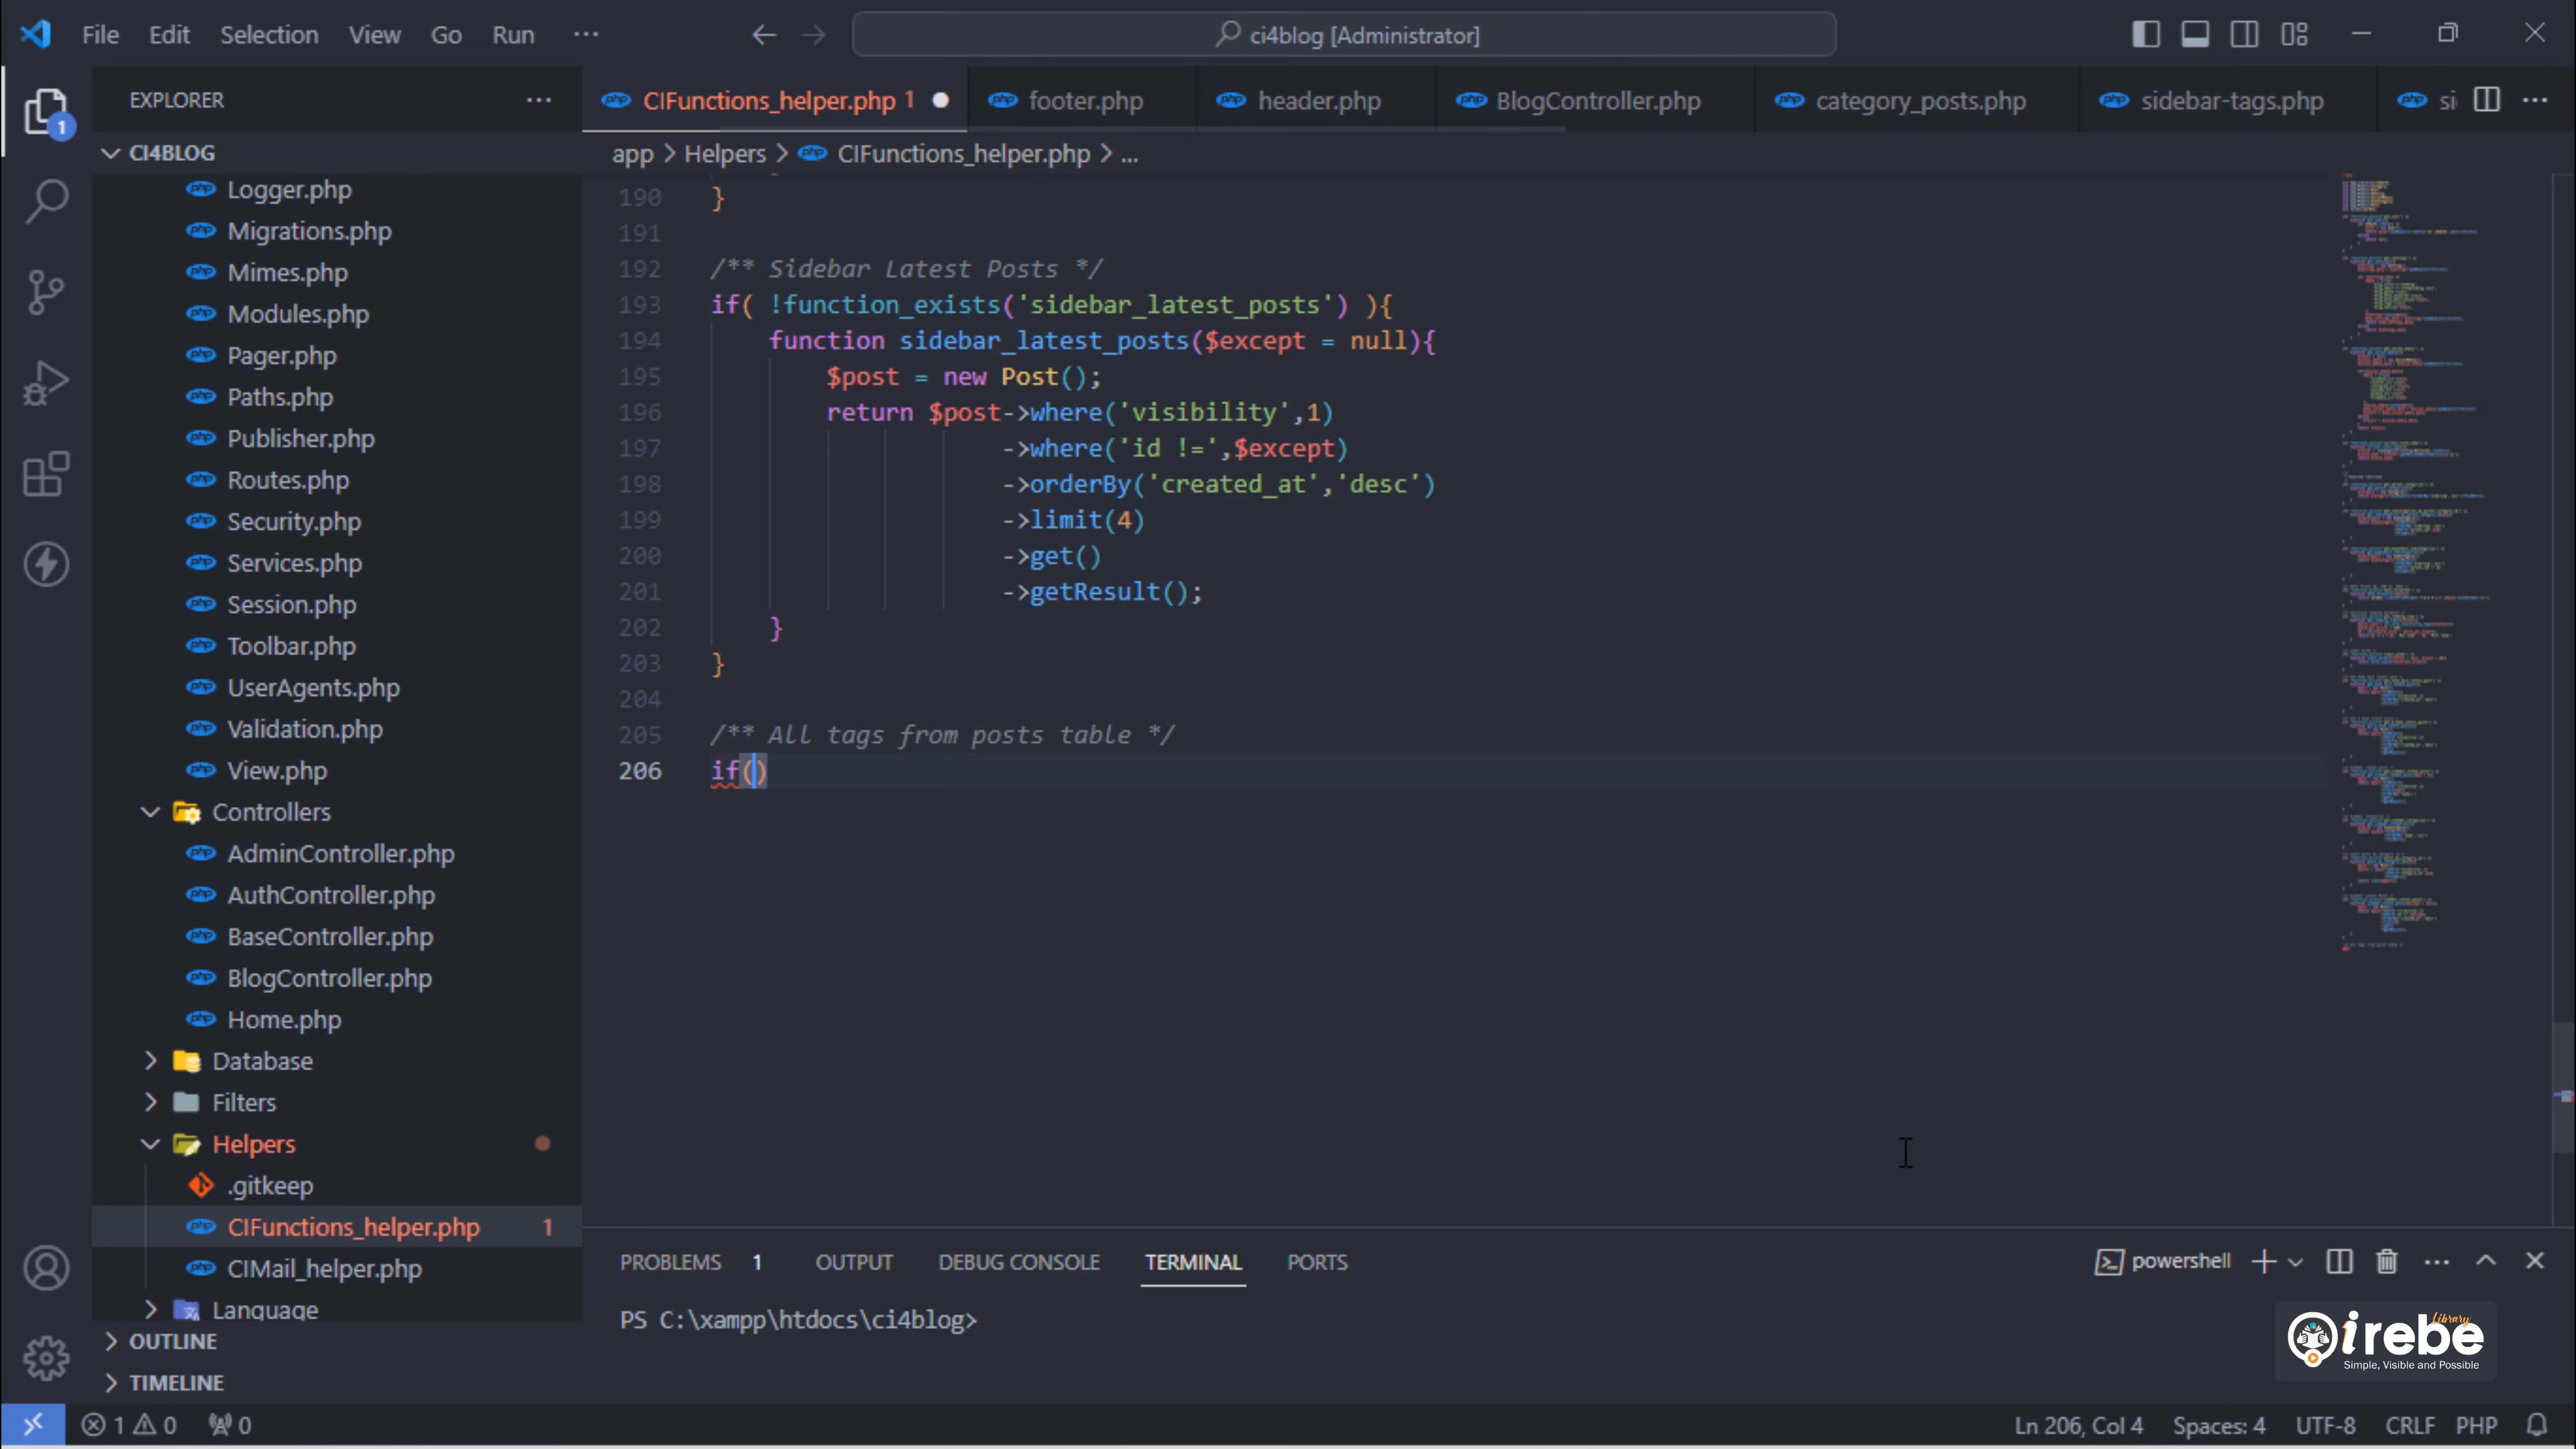 File Edit Selection View Go Run ...
ci4blog [Administrator]
EXPLORER
CIFunctions_helper.php 1
footer.php
header.php
BlogController.php
category_posts.php
sidebar-tags.php
si
1
CI4BLOG
app > Helpers > CIFunctions_helper.php > ...
Logger.php
Migrations.php
Mimes.php
Modules.php
Pager.php
Paths.php
Publisher.php
Routes.php
Security.php
Services.php
Session.php
Toolbar.php
UserAgents.php
Validation.php
View.php
Controllers
AdminController.php
AuthController.php
BaseController.php
BlogController.php
Home.php
Database
Filters
Helpers
.gitkeep
CIFunctions_helper.php 1
CIMail_helper.php
Language
OUTLINE
TIMELINE
190 }
191
192 /** Sidebar Latest Posts */
193 if( !function_exists('sidebar_latest_posts') ){
194 function sidebar_latest_posts($except = null){
195 $post = new Post();
196 return $post->where('visibility',1)
197 ->where('id !=',$except)
198 ->orderBy('created_at','desc')
199 ->limit(4)
200 ->get()
201 ->getResult();
202 }
203 }
204
205 /** All tags from posts table */
206 if()
PROBLEMS 1 OUTPUT DEBUG CONSOLE TERMINAL PORTS
powershell
PS C:\xampp\htdocs\ci4blog>
irebe
Library
Simple, Visible and Possible
1 0 0
Ln 206, Col 4 Spaces: 4 UTF-8 CRLF PHP